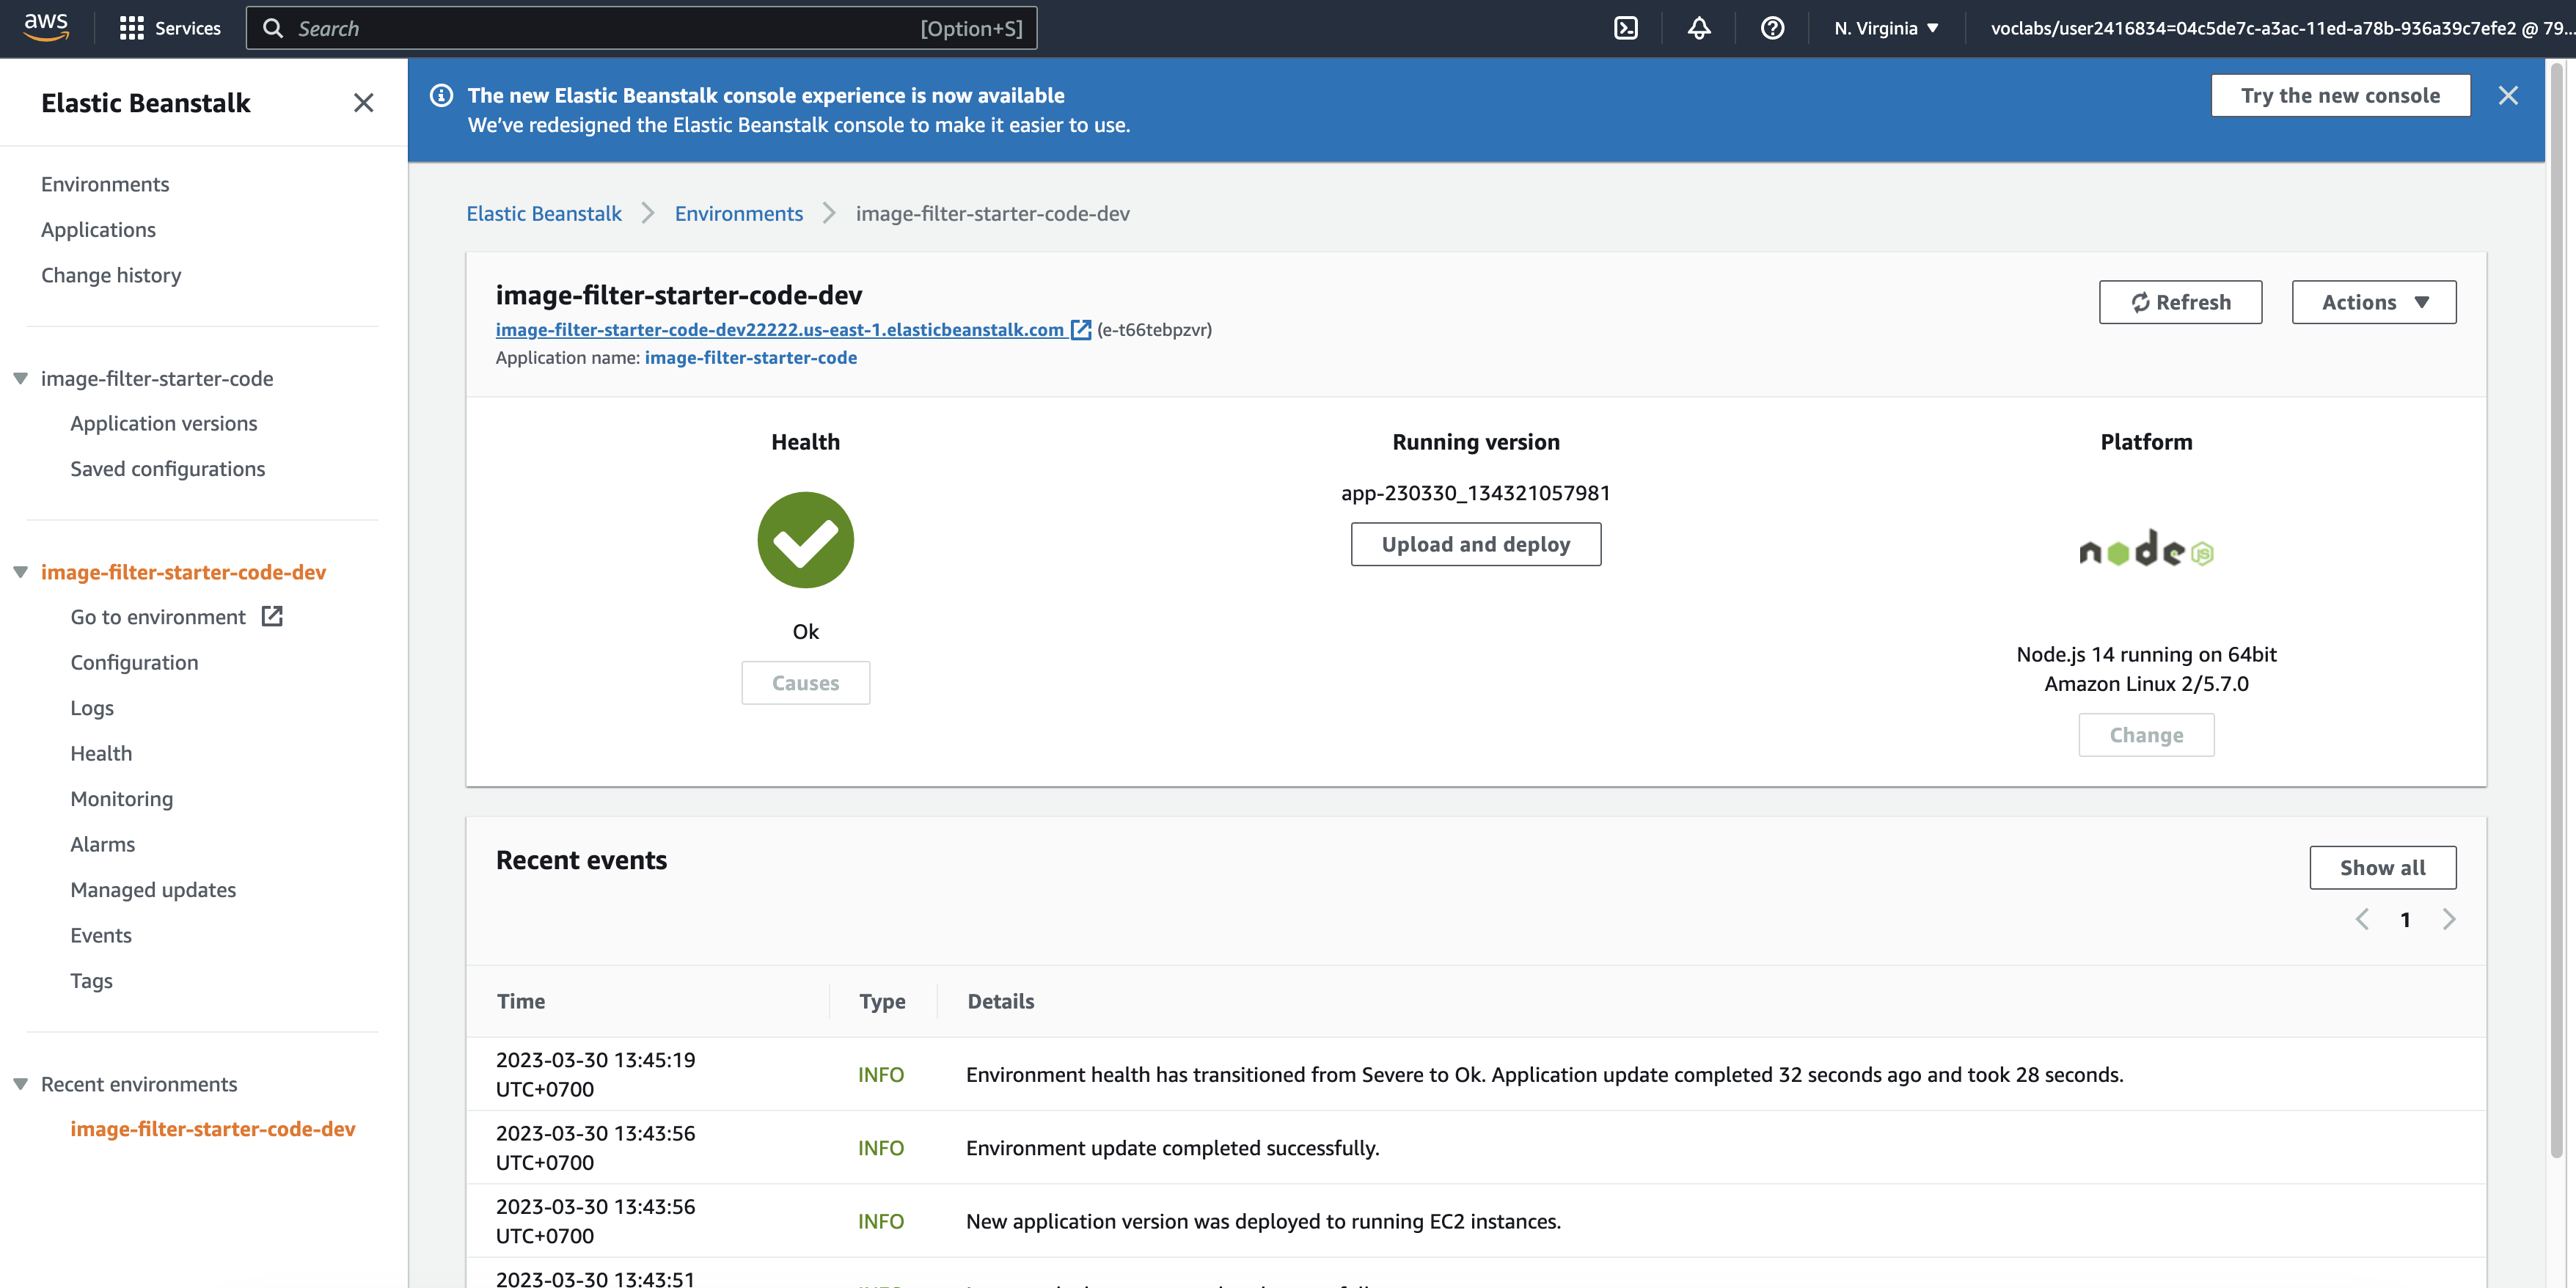 aws
Services
Search
[Option+S]
N. Virginia
voclabs/user2416834=04c5de7c-a3ac-11ed-a78b-936a39c7efe2 @ 79...
Elastic Beanstalk
Environments
Applications
Change history
image-filter-starter-code
Application versions
Saved configurations
image-filter-starter-code-dev
Go to environment
Configuration
Logs
Health
Monitoring
Alarms
Managed updates
Events
Tags
Recent environments
image-filter-starter-code-dev
The new Elastic Beanstalk console experience is now available
We've redesigned the Elastic Beanstalk console to make it easier to use.
Try the new console
Elastic Beanstalk > Environments > image-filter-starter-code-dev
image-filter-starter-code-dev
image-filter-starter-code-dev22222.us-east-1.elasticbeanstalk.com (e-t66tebpzvr)
Application name: image-filter-starter-code
Refresh
Actions
Health
Ok
Causes
Running version
app-230330_134321057981
Upload and deploy
Platform
node JS
Node.js 14 running on 64bit
Amazon Linux 2/5.7.0
Change
Recent events
Show all
1
Time Type Details
2023-03-30 13:45:19
UTC+0700
INFO
Environment health has transitioned from Severe to Ok. Application update completed 32 seconds ago and took 28 seconds.
2023-03-30 13:43:56
UTC+0700
INFO
Environment update completed successfully.
2023-03-30 13:43:56
UTC+0700
INFO
New application version was deployed to running EC2 instances.
2023-03-30 13:43:51